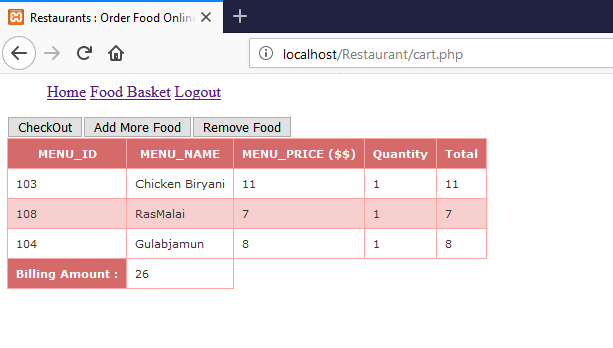 Restaurants : Order Food Online
localhost/Restaurant/cart.php
Home Food Basket Logout
CheckOut Add More Food Remove Food
MENU_ID MENU_NAME MENU_PRICE ($$) Quantity Total
103 Chicken Biryani 11 1 11
108 RasMalai 7 1 7
104 Gulabjamun 8 1 8
Billing Amount : 26